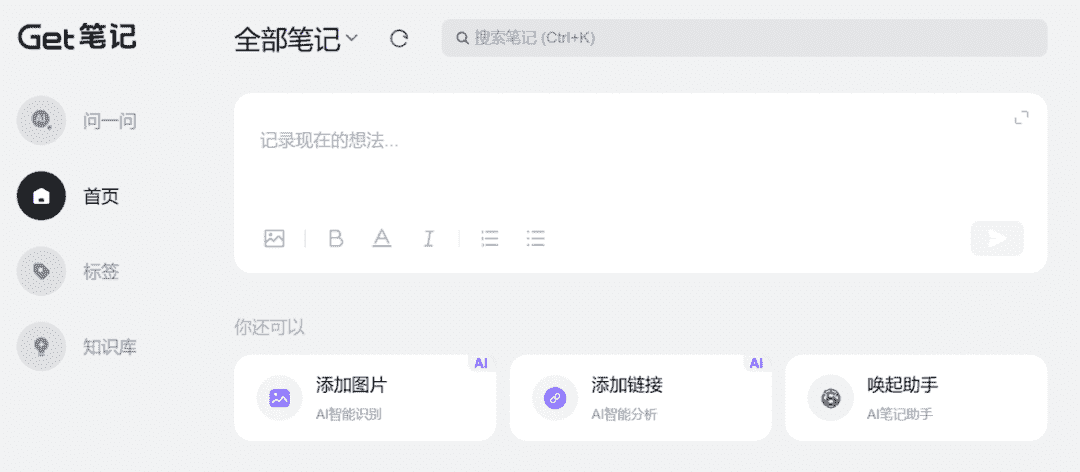 Get笔记
全部笔记
搜索笔记 (Ctrl+K)
问一问
首页
标签
知识库
记录现在的想法...
B A I
你还可以
AI
添加图片
AI智能识别
AI
添加链接
AI智能分析
唤起助手
AI笔记助手